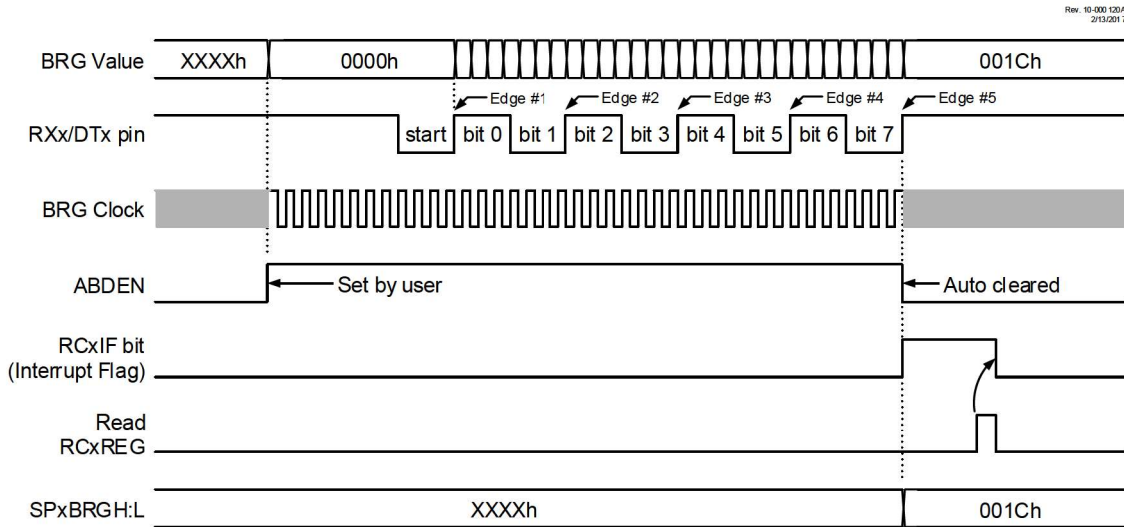 Rev. 10-000 120A
2/13/2017
BRG Value XXXXh 0000h 001Ch
Edge #1 Edge #2 Edge #3 Edge #4 Edge #5
RXx/DTx pin start bit 0 bit 1 bit 2 bit 3 bit 4 bit 5 bit 6 bit 7
BRG Clock
ABDEN Set by user Auto cleared
RCxIF bit
(Interrupt Flag)
Read
RCxREG
SPxBRGH:L XXXXh 001Ch